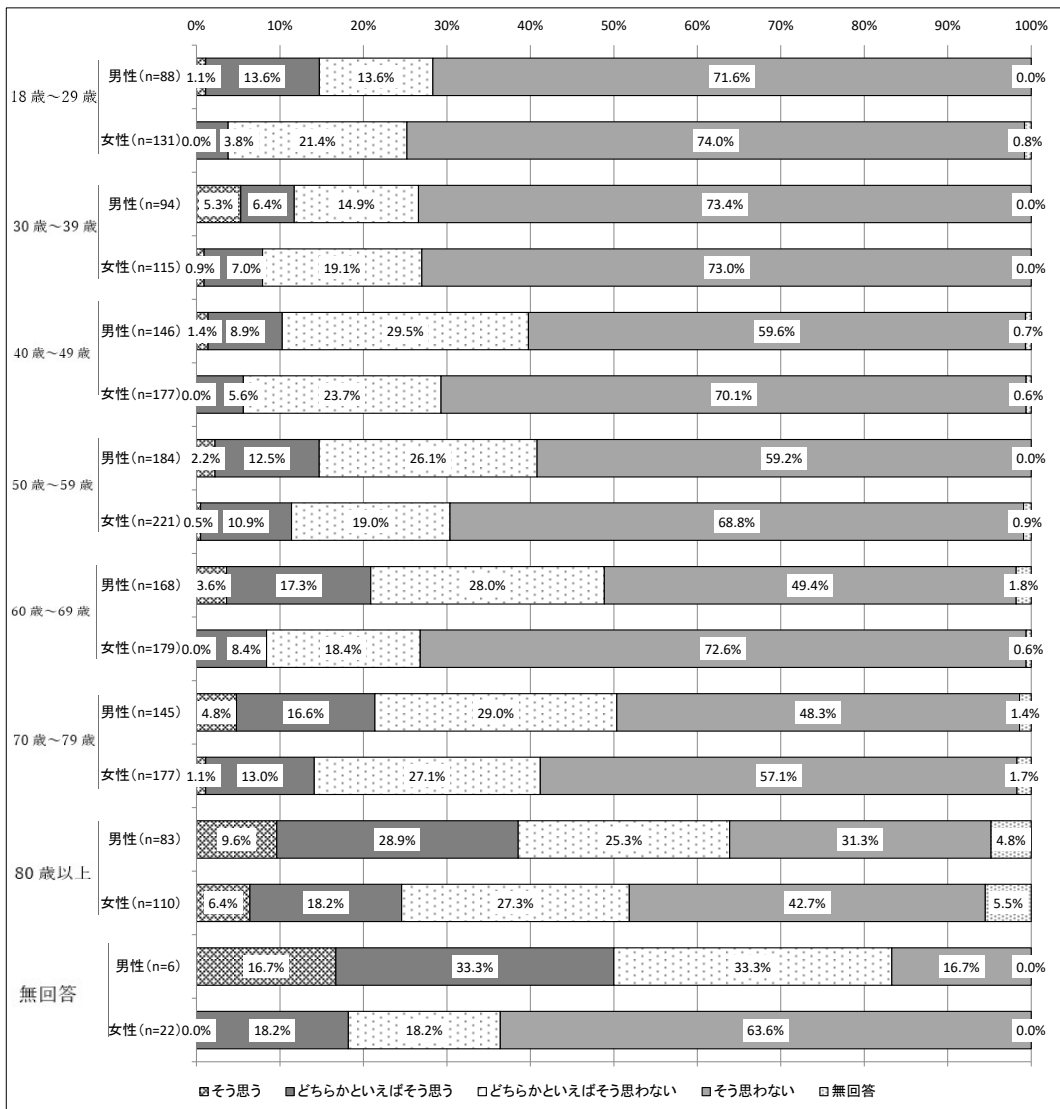 0% 10% 20% 30% 40% 50% 60% 70% 80% 90% 100%
18歳～29歳
男性(n=88) 1.1% 13.6% 13.6% 71.6% 0.0%
女性(n=131) 0.0% 3.8% 21.4% 74.0% 0.8%
30歳～39歳
男性(n=94) 5.3% 6.4% 14.9% 73.4% 0.0%
女性(n=115) 0.9% 7.0% 19.1% 73.0% 0.0%
40歳～49歳
男性(n=146) 1.4% 8.9% 29.5% 59.6% 0.7%
女性(n=177) 0.0% 5.6% 23.7% 70.1% 0.6%
50歳～59歳
男性(n=184) 2.2% 12.5% 26.1% 59.2% 0.0%
女性(n=221) 0.5% 10.9% 19.0% 68.8% 0.9%
60歳～69歳
男性(n=168) 3.6% 17.3% 28.0% 49.4% 1.8%
女性(n=179) 0.0% 8.4% 18.4% 72.6% 0.6%
70歳～79歳
男性(n=145) 4.8% 16.6% 29.0% 48.3% 1.4%
女性(n=177) 1.1% 13.0% 27.1% 57.1% 1.7%
80歳以上
男性(n=83) 9.6% 28.9% 25.3% 31.3% 4.8%
女性(n=110) 6.4% 18.2% 27.3% 42.7% 5.5%
無回答
男性(n=6) 16.7% 33.3% 33.3% 16.7% 0.0%
女性(n=22) 0.0% 18.2% 18.2% 63.6% 0.0%
そう思う どちらかといえばそう思う どちらかといえばそう思わない そう思わない 無回答